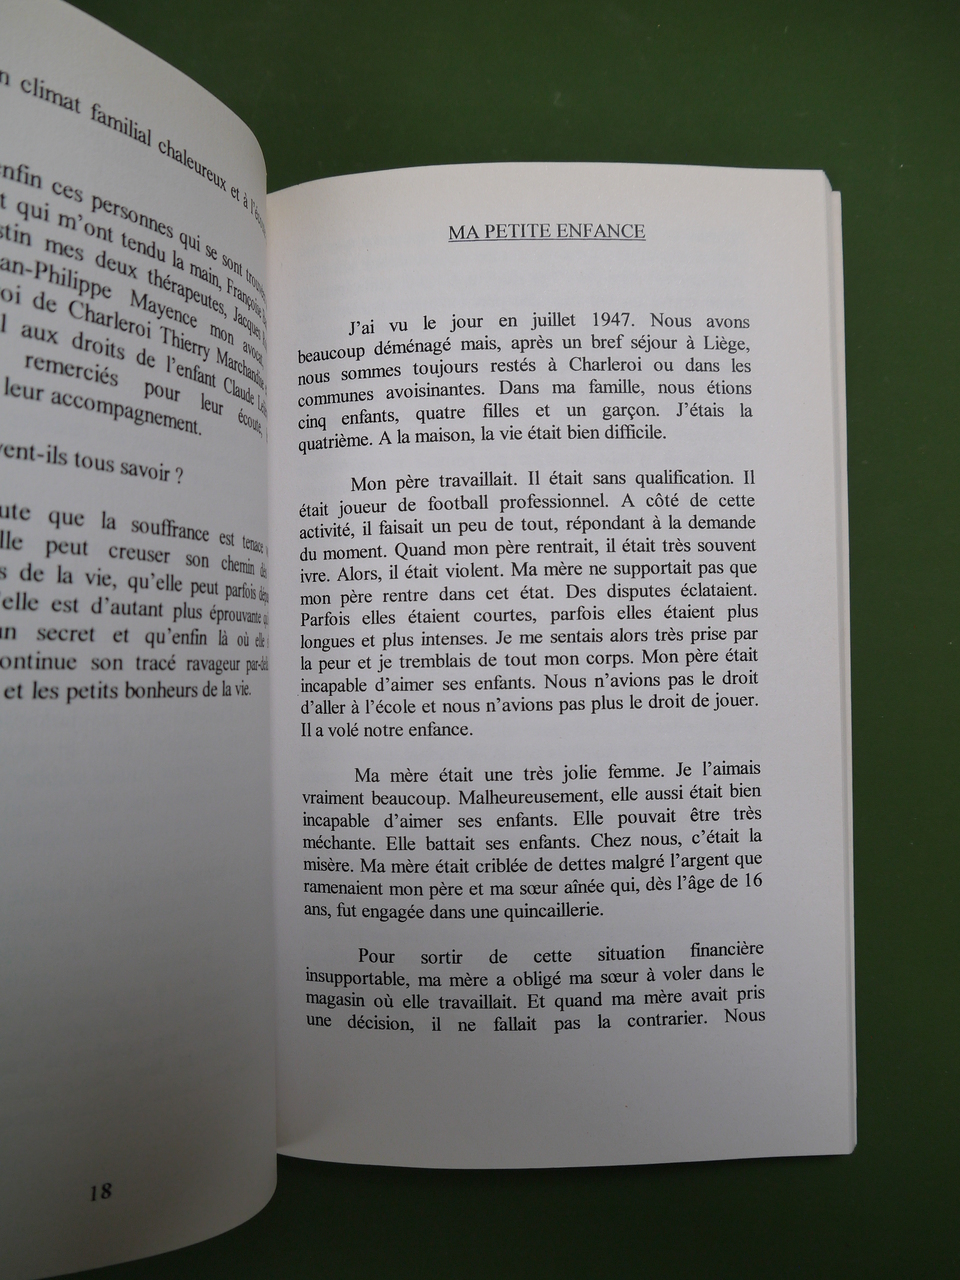 climat familial chaleureux et à
enfin ces personnes qui se sont
qui m'ont tendu la main, Françoise
mes deux thérapeutes, Jacques
Philippe Mayence mon
de Charleroi Thierry Marchandise
aux droits de l'enfant Claude
remerciés pour leur écoute,
leur accompagnement.
vent-ils tous savoir ?
que la souffrance est tenace
elle peut creuser son chemin
de la vie, qu'elle peut parfois
elle est d'autant plus éprouvante
secret et qu'enfin là où elle
continue son tracé ravageur par-delà
et les petits bonheurs de la vie.
18
MA PETITE ENFANCE
J'ai vu le jour en juillet 1947. Nous avons
beaucoup déménagé mais, après un bref séjour à Liège,
nous sommes toujours restés à Charleroi ou dans les
communes avoisinantes. Dans ma famille, nous étions
cinq enfants, quatre filles et un garçon. J'étais la
quatrième. A la maison, la vie était bien difficile.
Mon père travaillait. Il était sans qualification. Il
était joueur de football professionnel. A côté de cette
activité, il faisait un peu de tout, répondant à la demande
du moment. Quand mon père rentrait, il était très souvent
ivre. Alors, il était violent. Ma mère ne supportait pas que
mon père rentre dans cet état. Des disputes éclataient.
Parfois elles étaient courtes, parfois elles étaient plus
longues et plus intenses. Je me sentais alors très prise par
la peur et je tremblais de tout mon corps. Mon père était
incapable d'aimer ses enfants. Nous n'avions pas le droit
d'aller à l'école et nous n'avions pas plus le droit de jouer.
Il a volé notre enfance.
Ma mère était une très jolie femme. Je l'aimais
vraiment beaucoup. Malheureusement, elle aussi était bien
incapable d'aimer ses enfants. Elle pouvait être très
méchante. Elle battait ses enfants. Chez nous, c'était la
misère. Ma mère était criblée de dettes malgré l'argent que
ramenaient mon père et ma sœur aînée qui, dès l'âge de 16
ans, fut engagée dans une quincaillerie.
Pour sortir de cette situation financière
insupportable, ma mère a obligé ma sœur à voler dans le
magasin où elle travaillait. Et quand ma mère avait pris
une décision, il ne fallait pas la contrarier. Nous